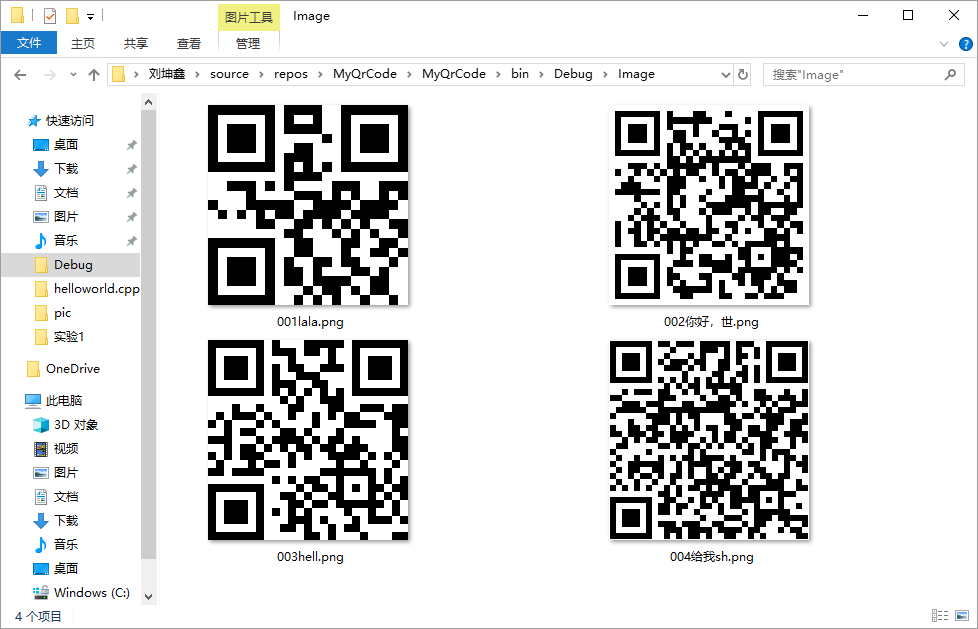 图片工具 Image
文件 主页 共享 查看 管理
刘坤鑫 source repos MyQrCode MyQrCode bin Debug Image 搜索"Image"
快速访问
桌面
下载
文档
图片
音乐
Debug
helloworld.cpp
pic
实验1
OneDrive
此电脑
3D 对象
视频
图片
文档
下载
音乐
桌面
Windows (C:)
001lala.png
002你好，世.png
003hell.png
004给我sh.png
4 个项目